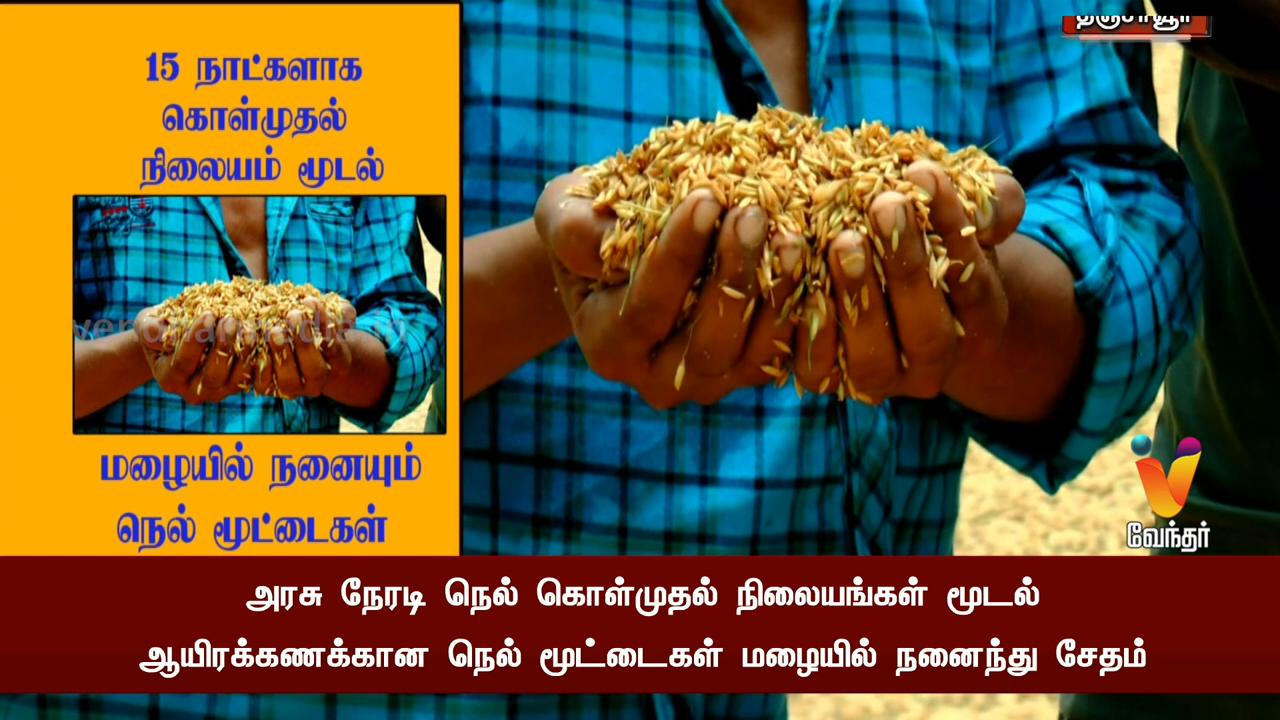 தஞ்சாவூர்
15 நாட்களாக
கொள்முதல்
நிலையம் மூடல்
மழையில் நனையும்
நெல் மூட்டைகள்
வேந்தர்
அரசு நேரடி நெல் கொள்முதல் நிலையங்கள் மூடல்
ஆயிரக்கணக்கான நெல் மூட்டைகள் மழையில் நனைந்து சேதம்